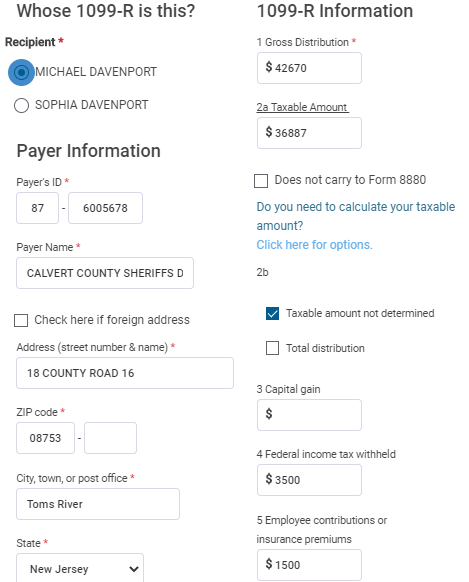 Whose 1099-R is this?
Recipient *
MICHAEL DAVENPORT
SOPHIA DAVENPORT
Payer Information
Payer's ID *
87 - 6005678
Payer Name *
CALVERT COUNTY SHERIFFS D
Check here if foreign address
Address (street number & name) *
18 COUNTY ROAD 16
ZIP code *
08753 -
City, town, or post office *
Toms River
State *
New Jersey
1099-R Information
1 Gross Distribution *
$ 42670
2a Taxable Amount
$ 36887
Does not carry to Form 8880
Do you need to calculate your taxable
amount?
Click here for options.
2b
Taxable amount not determined
Total distribution
3 Capital gain
$
4 Federal income tax withheld
$ 3500
5 Employee contributions or
insurance premiums
$ 1500